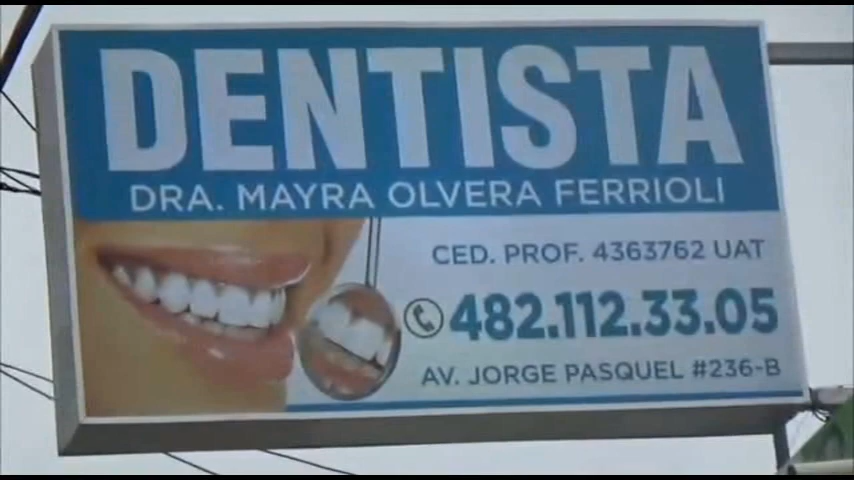 DENTISTA
DRA. MAYRA OLVERA FERRIOLI
CED. PROF. 4363762 UAT
482.112.33.05
AV. JORGE PASQUEL #236-B